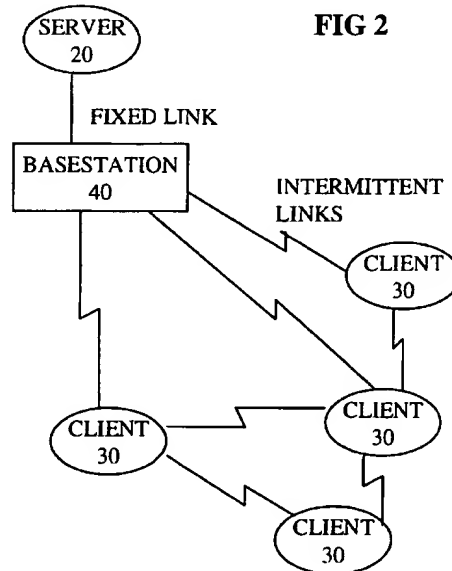 FIG 2
SERVER
20
FIXED LINK
BASESTATION
40
INTERMITTENT
LINKS
CLIENT
30
CLIENT
30
CLIENT
30
CLIENT
30